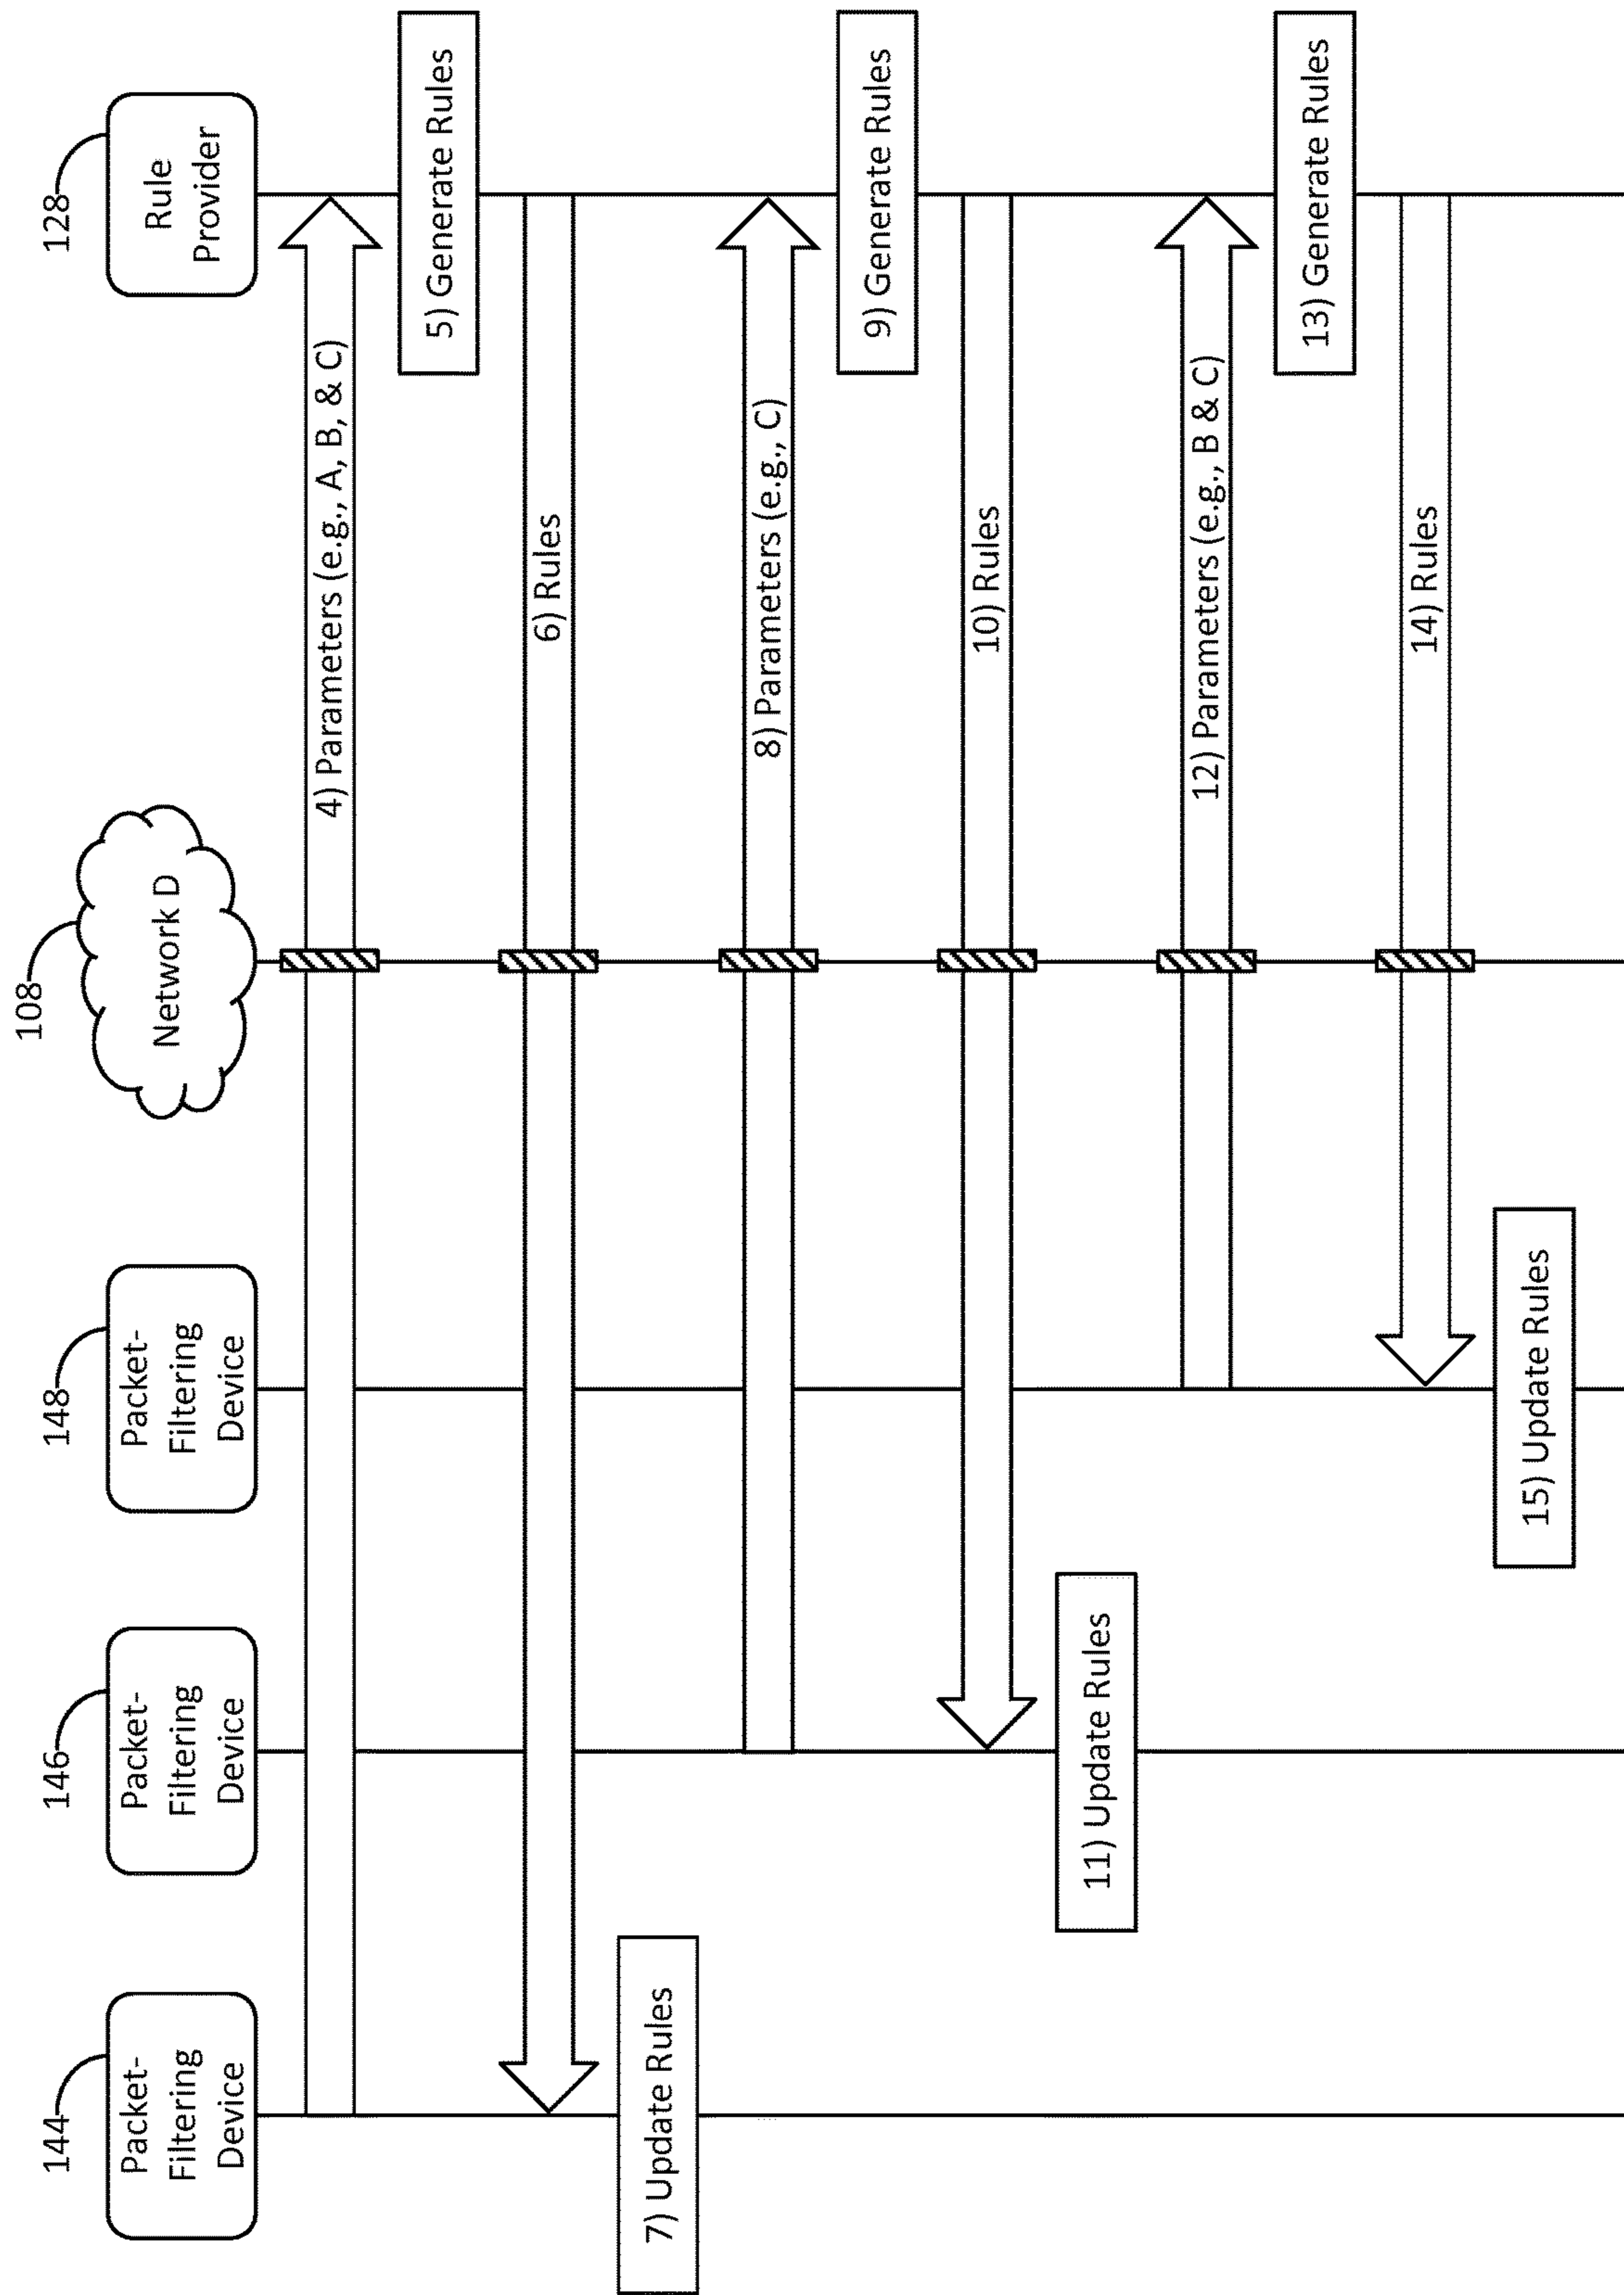 144
146
148
108
128
Packet-
Filtering
Device
Packet-
Filtering
Device
Packet-
Filtering
Device
Network D
Rule
Provider
4) Parameters (e.g., A, B, & C)
5) Generate Rules
6) Rules
7) Update Rules
8) Parameters (e.g., C)
9) Generate Rules
10) Rules
11) Update Rules
12) Parameters (e.g., B & C)
13) Generate Rules
14) Rules
15) Update Rules